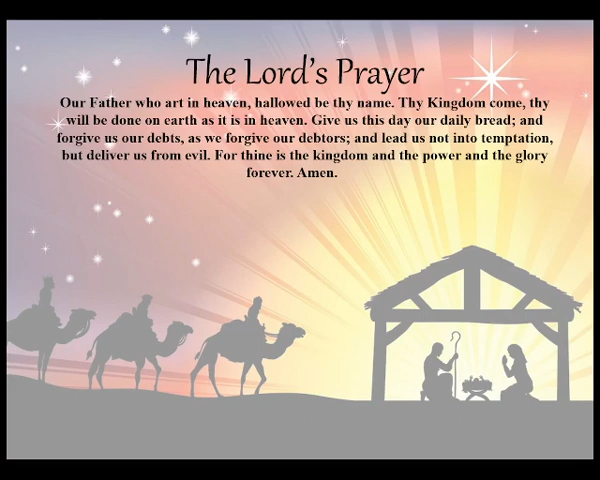 The Lord's Prayer
Our Father who art in heaven, hallowed be thy name. Thy Kingdom come, thy
will be done on earth as it is in heaven. Give us this day our daily bread; and
forgive us our debts, as we forgive our debtors; and lead us not into temptation,
but deliver us from evil. For thine is the kingdom and the power and the glory
forever. Amen.